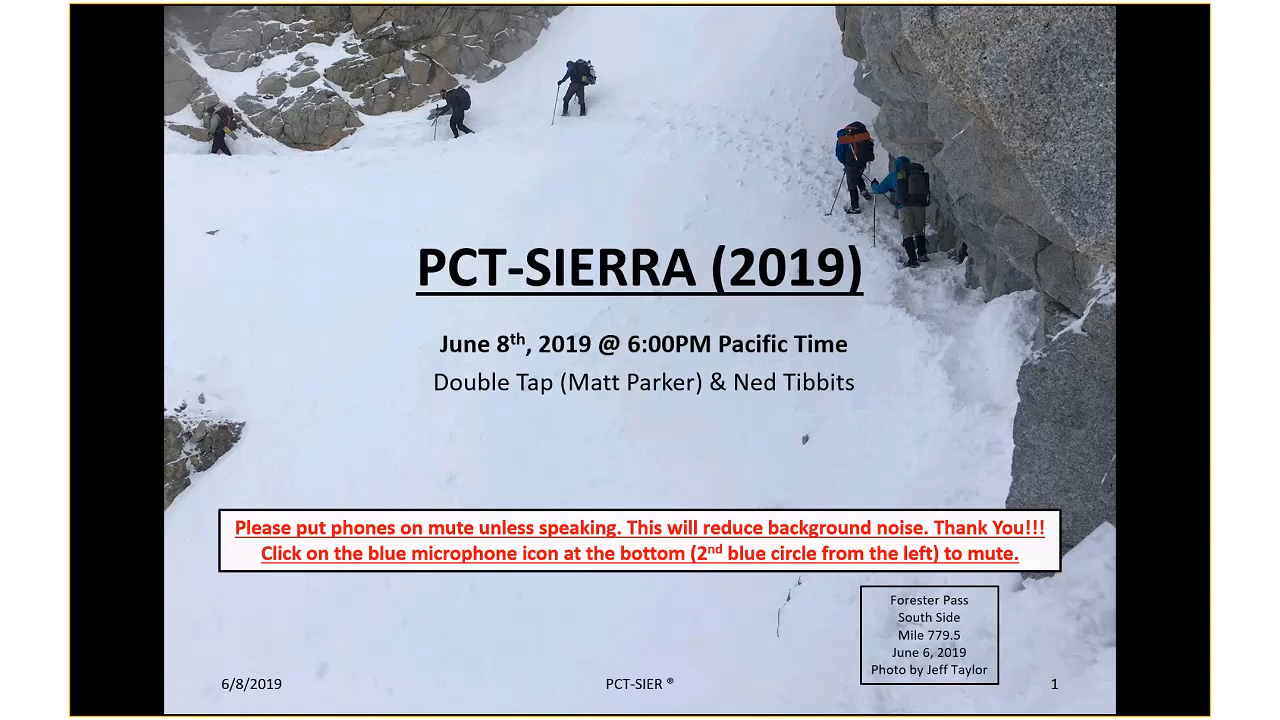 PCT-SIERRA (2019)
June 8th, 2019 @ 6:00PM Pacific Time
Double Tap (Matt Parker) & Ned Tibbits
Please put phones on mute unless speaking. This will reduce background noise. Thank You!!!
Click on the blue microphone icon at the bottom (2nd blue circle from the left) to mute.
Forester Pass
South Side
Mile 779.5
June 6, 2019
Photo by Jeff Taylor
6/8/2019
PCT-SIER ®
1